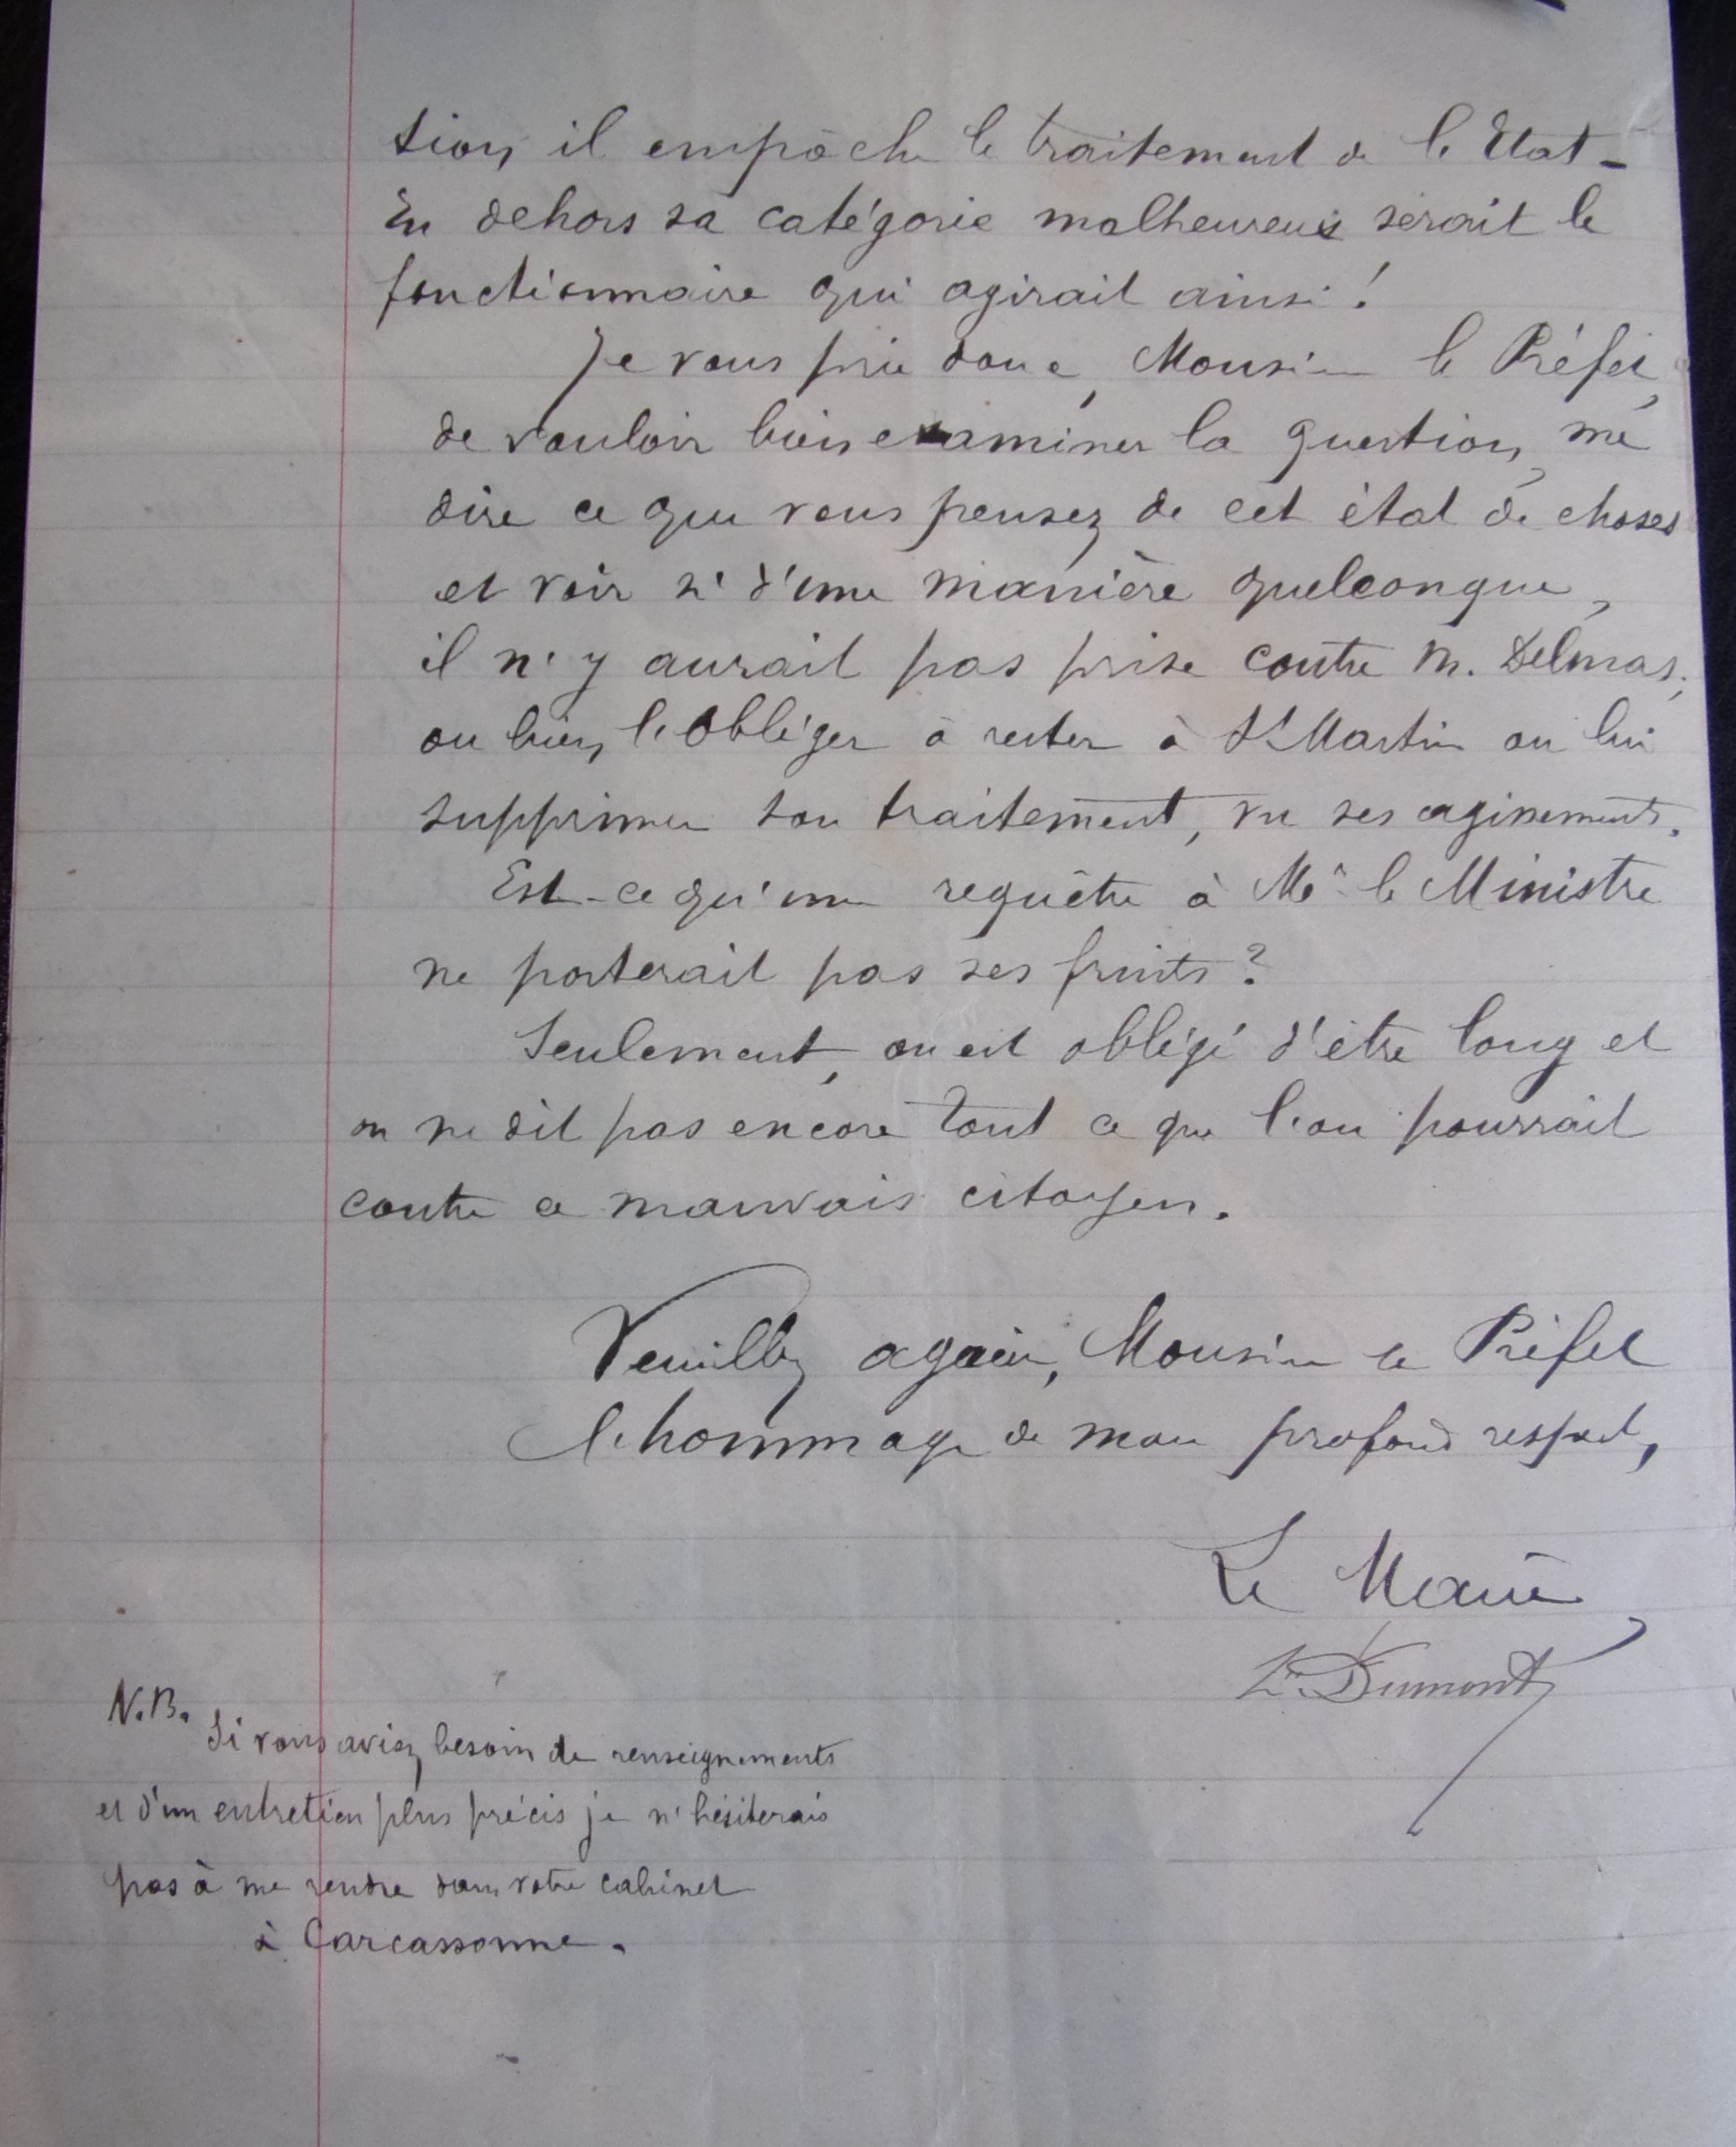 tion, il empôche le traitement de l'Etat -
En dehors sa catégorie malheureux serait le
fonctionnaire qui agirait ainsi !
Je vous prie donc, Monsieur le Préfet,
de vouloir bien examiner la question, me
dire ce que vous pensez de cet état de choses
et voir si d'une manière quelconque,
il n'y aurait pas prise contre M. Delmas;
ou bien, l'obliger à rester à St Martin ou lui
supprimer son traitement, vu ses agissements.
Est-ce qu'une requête à Mr le Ministre
ne porterait pas ses fruits ?
Seulement, on est obligé d'être long et
on ne dit pas encore tout ce que l'on pourrait
contre ce mauvais citoyen.
Veuillez agréer, Monsieur le Préfet
l'hommage de mon profond respect,
Le Maire,
Dumont
N.B. Si vous aviez besoin de renseignements
et d'un entretien plus précis je n'hésiterais
pas à me rendre dans votre cabinet
à Carcassonne.